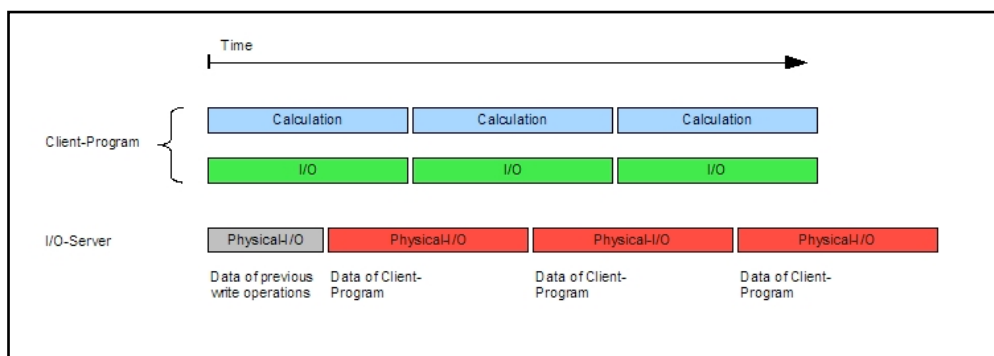 Time
Calculation
Calculation
Calculation
Client-Program
I/O
I/O
I/O
I/O-Server
Physical-I/O
Physical-I/O
Physical-I/O
Physical-I/O
Data of previous
write operations
Data of Client-
Program
Data of Client-
Program
Data of Client-
Program